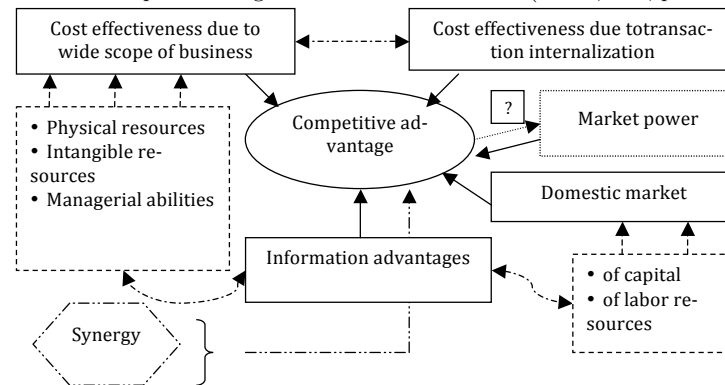 Cost effectiveness due to
wide scope of business
Cost effectiveness due totransac-
tion internalization
?
Market power
Competitive ad-
vantage
• Physical resources
• Intangible re-
sources
• Managerial abilities
Domestic market
Information advantages
• of capital
• of labor re-
sources
Synergy